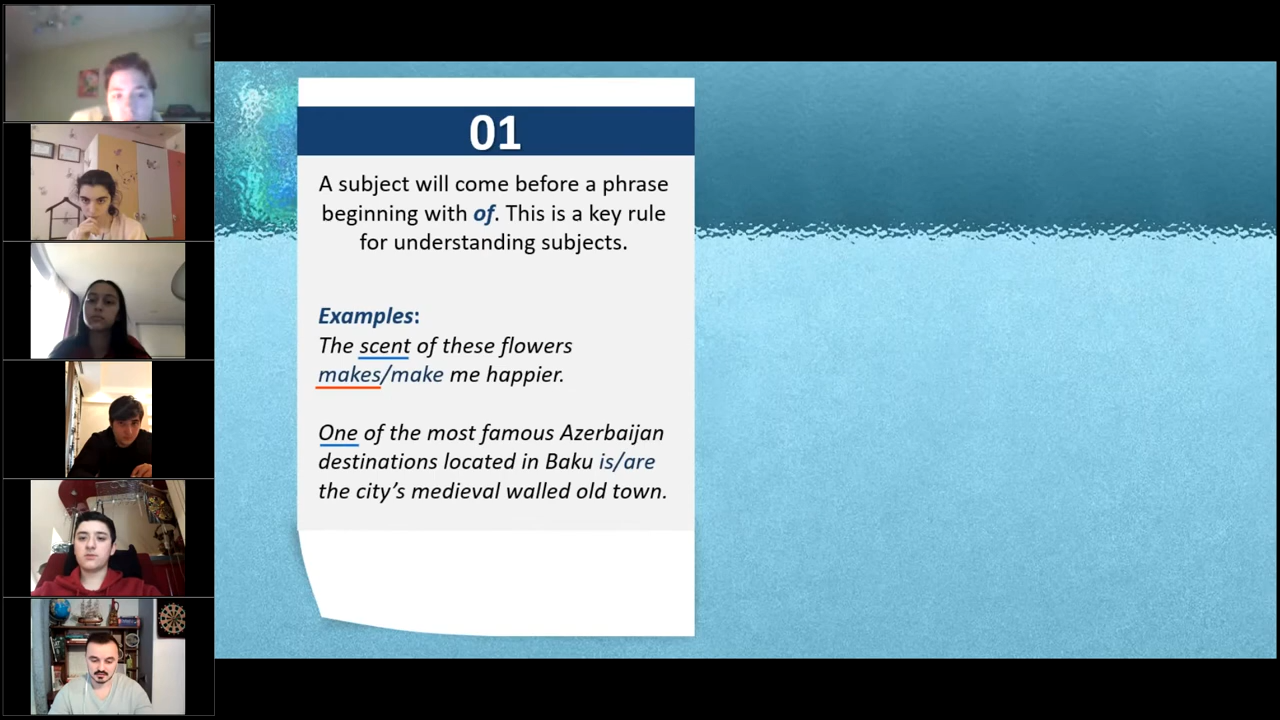 01
A subject will come before a phrase
beginning with of. This is a key rule
for understanding subjects.
Examples:
The scent of these flowers
makes/make me happier.
One of the most famous Azerbaijan
destinations located in Baku is/are
the city's medieval walled old town.